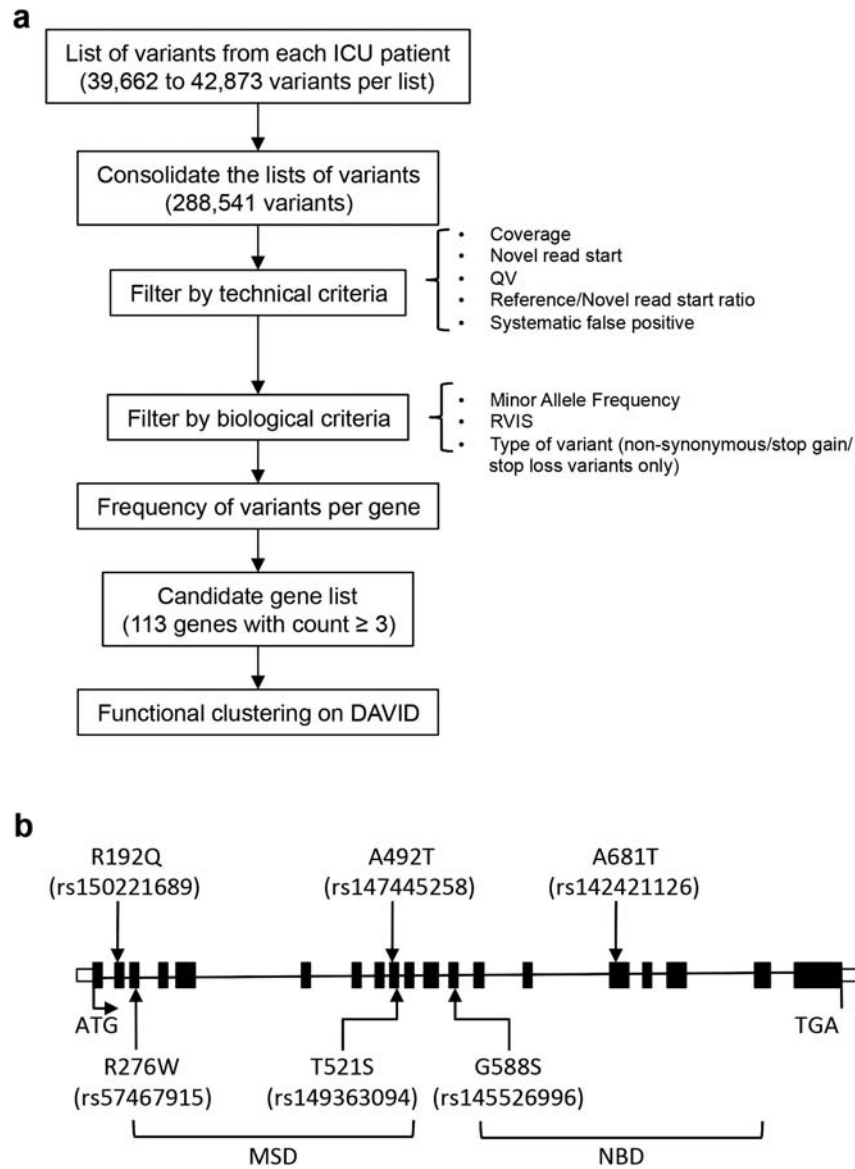 a
List of variants from each ICU patient
(39,662 to 42,873 variants per list)
Consolidate the lists of variants
(288,541 variants)
Filter by technical criteria
• Coverage
• Novel read start
• QV
• Reference/Novel read start ratio
• Systematic false positive
Filter by biological criteria
• Minor Allele Frequency
• RVIS
• Type of variant (non-synonymous/stop gain/
stop loss variants only)
Frequency of variants per gene
Candidate gene list
(113 genes with count ≥ 3)
Functional clustering on DAVID
b
R192Q
(rs150221689)
A492T
(rs147445258)
A681T
(rs142421126)
ATG
TGA
R276W
(rs57467915)
T521S
(rs149363094)
G588S
(rs145526996)
MSD
NBD